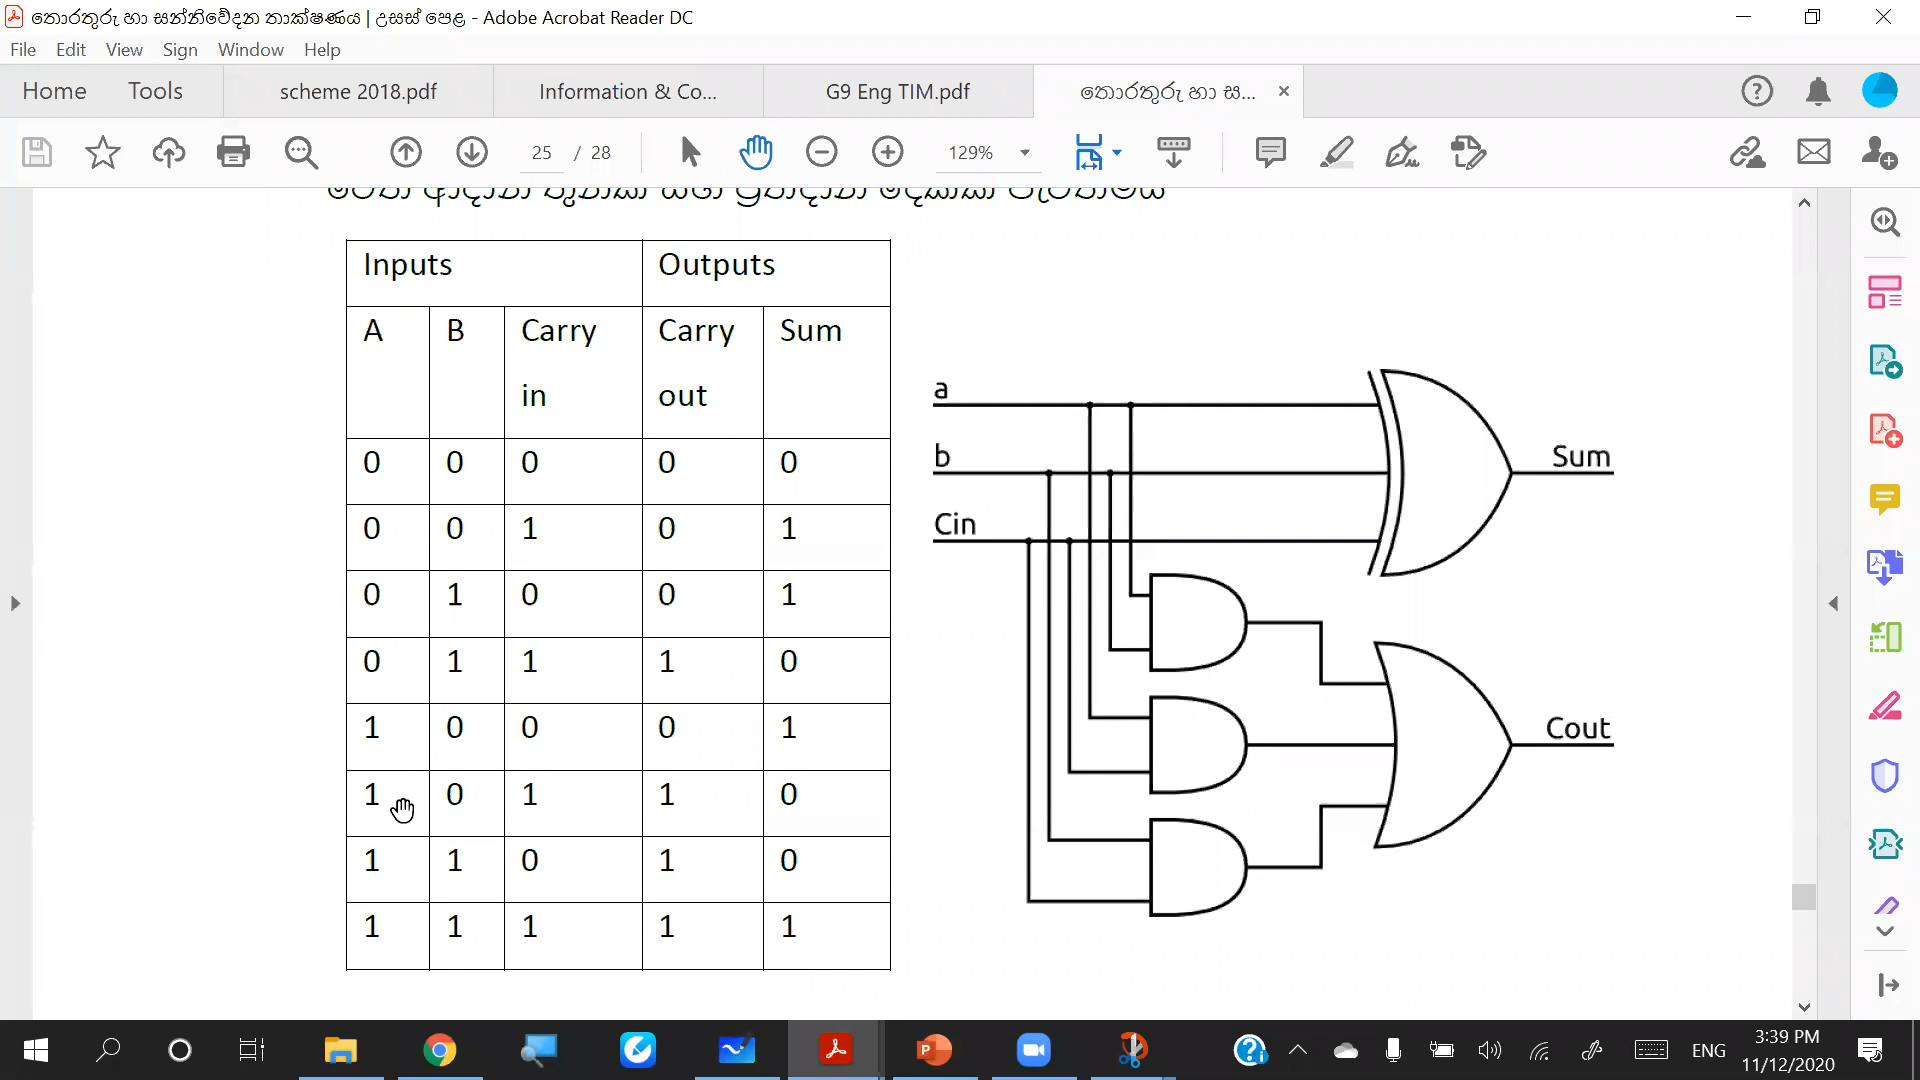 තොරතුරු හා සන්නිවේදන තාක්ෂණය | උසස් පෙළ - Adobe Acrobat Reader DC
File Edit View Sign Window Help
Home Tools scheme 2018.pdf Information & Co... G9 Eng TIM.pdf තොරතුරු හා ස...
25 / 28 129%
Inputs Outputs
A B Carry in Carry out Sum
0 0 0 0 0
0 0 1 0 1
0 1 0 0 1
0 1 1 1 0
1 0 0 0 1
1 0 1 1 0
1 1 0 1 0
1 1 1 1 1
a
b
Cin
Sum
Cout
ENG
3:39 PM
11/12/2020